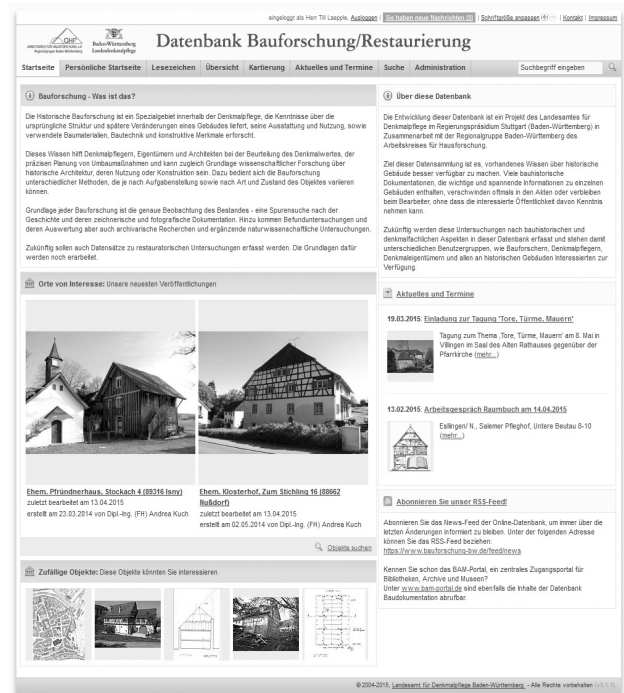 eingeloggt als Herr Till Laepple. Ausloggen | Sie haben neue Nachrichten (3) | Schriftgröße anpassen | Kontakt | Impressum
AHF
Baden-Württemberg
Landesdenkmalpflege
Datenbank Bauforschung/Restaurierung
Startseite Persönliche Startseite Lesezeichen Übersicht Kartierung Aktuelles und Termine Suche Administration Suchbegriff eingeben
Bauforschung - Was ist das?
Die Historische Bauforschung ist ein Spezialgebiet innerhalb der Denkmalpflege, die Kenntnisse über die
ursprüngliche Struktur und spätere Veränderungen eines Gebäudes liefert, seine Ausstattung und Nutzung, sowie
verwendete Baumaterialien, Bautechnik und konstruktive Merkmale erforscht.
Dieses Wissen hilft Denkmalpflegern, Eigentümern und Architekten bei der Beurteilung des Denkmalwertes, der
präzisen Planung von Umbaumaßnahmen und kann zugleich Grundlage wissenschaftlicher Forschung über
historische Architektur, deren Nutzung oder Konstruktion sein. Dazu bedient sich die Bauforschung
unterschiedlicher Methoden, die je nach Aufgabenstellung sowie nach Art und Zustand des Objektes variieren
können.
Grundlage jeder Bauforschung ist die genaue Beobachtung des Bestandes - eine Spurensuche nach der
Geschichte und deren zeichnerische und fotografische Dokumentation. Hinzu kommen Befunduntersuchungen und
deren Auswertung aber auch archivarische Recherchen und ergänzende naturwissenschaftliche Untersuchungen.
Zukünftig sollen auch Datensätze zu restauratorischen Untersuchungen erfasst werden. Die Grundlagen dafür
werden noch erarbeitet.
Orte von Interesse: Unsere neuesten Veröffentlichungen
Ehem. Pfründnerhaus, Stockach 4 (89316 Isny)
zuletzt bearbeitet am 13.04.2015
erstellt am 23.03.2014 von Dipl.-Ing. (FH) Andrea Kuch
Ehem. Klosterhof, Zum Stichling 16 (88662
Nußdorf)
zuletzt bearbeitet am 13.04.2015
erstellt am 02.05.2014 von Dipl.-Ing. (FH) Andrea Kuch
Objekte suchen
Zufällige Objekte: Diese Objekte könnten Sie interessieren
Über diese Datenbank
Die Entwicklung dieser Datenbank ist ein Projekt des Landesamtes für
Denkmalpflege im Regierungspräsidium Stuttgart (Baden-Württemberg) in
Zusammenarbeit mit der Regionalgruppe Baden-Württemberg des
Arbeitskreises für Hausforschung.
Ziel dieser Datensammlung ist es, vorhandenes Wissen über historische
Gebäude besser verfügbar zu machen. Viele bauhistorische
Dokumentationen, die wichtige und spannende Informationen zu einzelnen
Gebäuden enthalten, verschwinden oftmals in den Akten oder verbleiben
beim Bearbeiter, ohne dass die interessierte Öffentlichkeit davon Kenntnis
nehmen kann.
Zukünftig werden diese Untersuchungen nach bauhistorischen und
denkmalfachlichen Aspekten in dieser Datenbank erfasst und stehen damit
unterschiedlichen Benutzergruppen, wie Bauforschern, Denkmalpflegern,
Denkmaleigentümern und allen an historischen Gebäuden Interessierten zur
Verfügung.
Aktuelles und Termine
19.03.2015: Einladung zur Tagung 'Tore, Türme, Mauern'
Tagung zum Thema ,Tore, Türme, Mauern' am 8. Mai in
Villingen im Saal des Alten Rathauses gegenüber der
Pfarrkirche (mehr...)
13.02.2015: Arbeitsgespräch Raumbuch am 14.04.2015
Esslingen/ N., Salemer Pfleghof, Untere Beutau 8-10
(mehr...)
Abonnieren Sie unser RSS-Feed!
Abonnieren Sie das News-Feed der Online-Datenbank, um immer über die
letzten Änderungen informiert zu bleiben. Unter der folgenden Adresse
können Sie das RSS-Feed beziehen:
https://www.bauforschung-bw.de/feed/news
Kennen Sie schon das BAM-Portal, ein zentrales Zugangsportal für
Bibliotheken, Archive und Museen?
Unter www.bam-portal.de sind ebenfalls die Inhalte der Datenbank
Baudokumentation abrufbar.
© 2004-2015, Landesamt für Denkmalpflege Baden-Württemberg - Alle Rechte vorbehalten